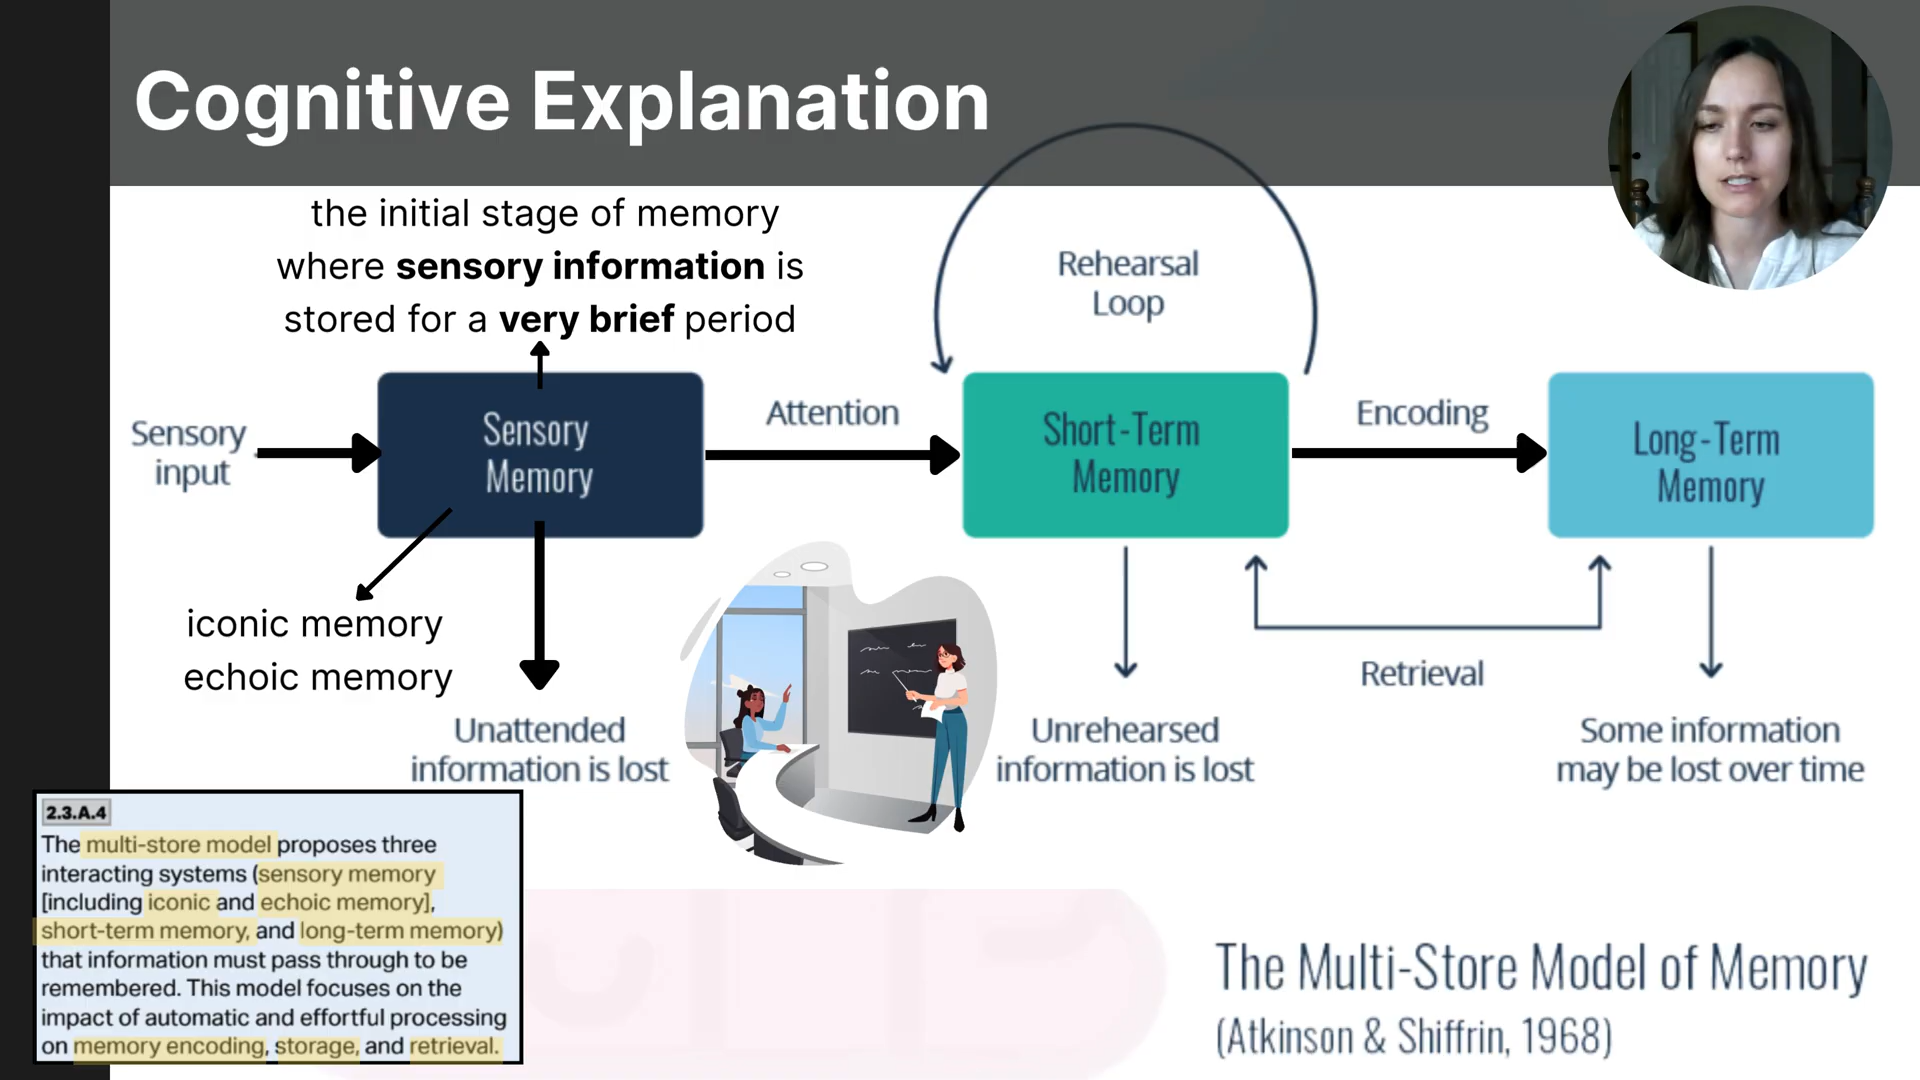 Cognitive Explanation
the initial stage of memory
where sensory information is
stored for a very brief period
Rehearsal
Loop
Sensory
input
Sensory
Memory
Attention
Short-Term
Memory
Encoding
Long-Term
Memory
iconic memory
echoic memory
Retrieval
Unattended
information is lost
Unrehearsed
information is lost
Some information
may be lost over time
2.3.A.4
The multi-store model proposes three
interacting systems (sensory memory
[including iconic and echoic memory],
short-term memory, and long-term memory)
that information must pass through to be
remembered. This model focuses on the
impact of automatic and effortful processing
on memory encoding, storage, and retrieval.
The Multi-Store Model of Memory
(Atkinson & Shiffrin, 1968)